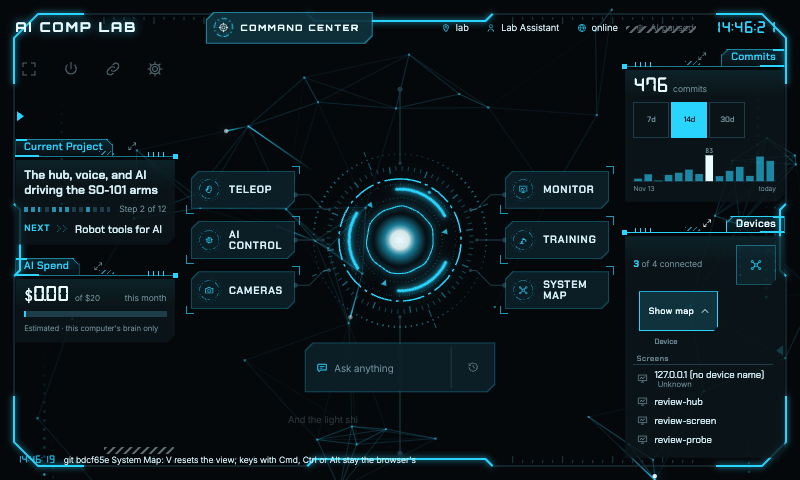 AI COMP LAB
COMMAND CENTER
lab
Lab Assistant
online
14:46:21
Commits
476 commits
7d
14d
30d
83
Nov 13
today
Current Project
The hub, voice, and AI
driving the SO-101 arms
Step 2 of 12
NEXT
Robot tools for AI
AI Spend
$0.00 of $20
this month
Estimated · this computer's brain only
TELEOP
AI
CONTROL
CAMERAS
MONITOR
TRAINING
SYSTEM
MAP
Ask anything
And the light shi
Devices
3 of 4 connected
Show map
Device
Screens
127.0.0.1 (no device name)
Unknown
review-hub
review-screen
review-probe
14:46:19
git bdcf65e System Map: V resets the view; keys with Cmd, Ctrl or Alt stay the browser's